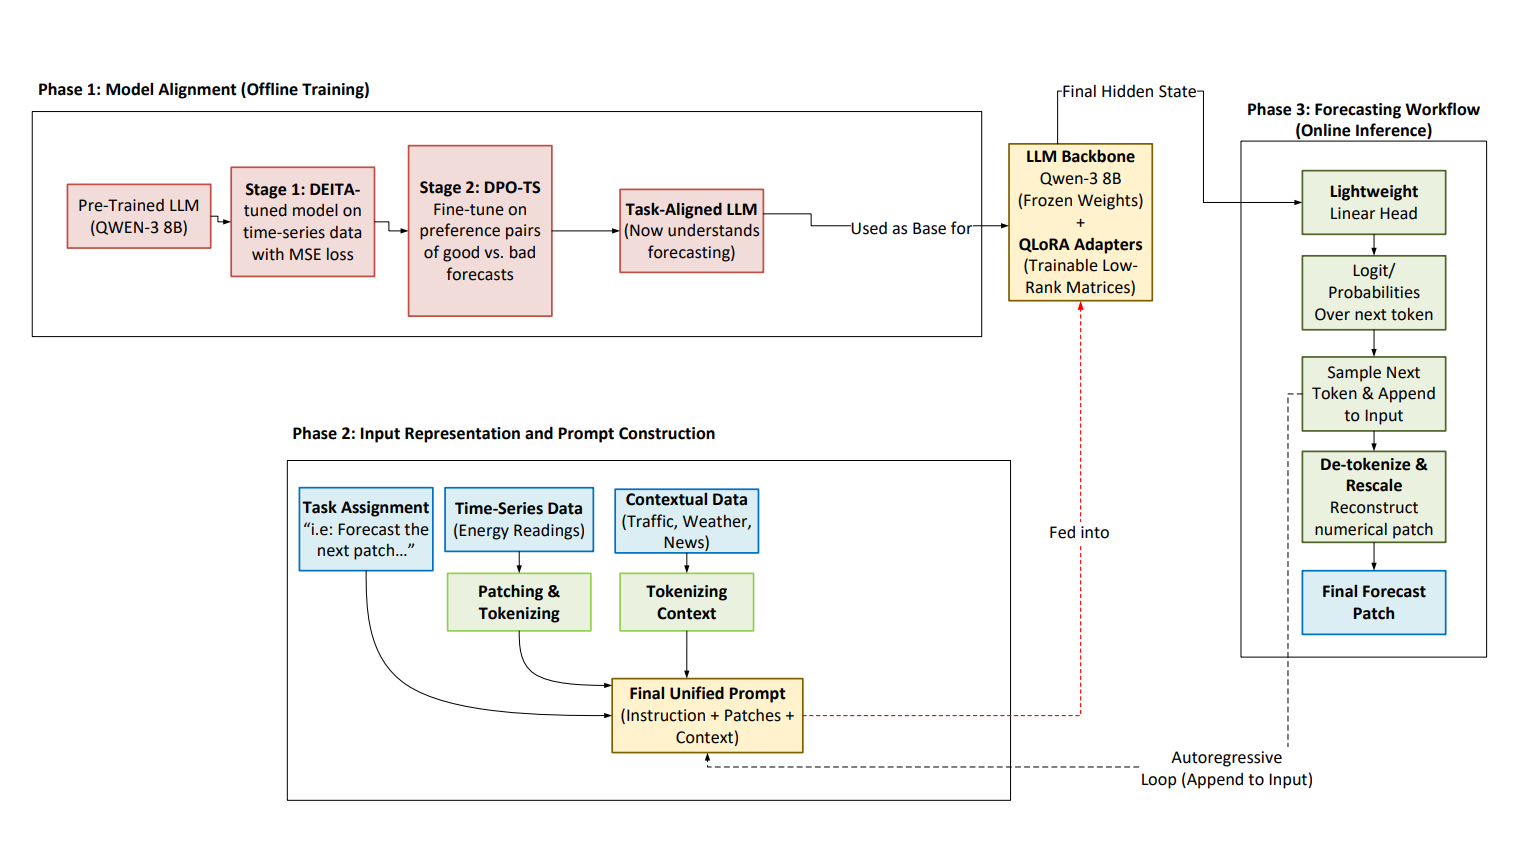 Phase 1: Model Alignment (Offline Training)
Pre-Trained LLM
(QWEN-3 8B)
Stage 1: DEITA-
tuned model on
time-series data
with MSE loss
Stage 2: DPO-TS
Fine-tune on
preference pairs
of good vs. bad
forecasts
Task-Aligned LLM
(Now understands
forecasting)
Used as Base for
LLM Backbone
Qwen-3 8B
(Frozen Weights)
+
QLoRA Adapters
(Trainable Low-
Rank Matrices)
Final Hidden State
Phase 3: Forecasting Workflow
(Online Inference)
Lightweight
Linear Head
Logit/
Probabilities
Over next token
Sample Next
Token & Append
to Input
De-tokenize &
Rescale
Reconstruct
numerical patch
Final Forecast
Patch
Phase 2: Input Representation and Prompt Construction
Task Assignment
“i.e: Forecast the
next patch...”
Time-Series Data
(Energy Readings)
Contextual Data
(Traffic, Weather,
News)
Patching &
Tokenizing
Tokenizing
Context
Final Unified Prompt
(Instruction + Patches +
Context)
Fed into
Autoregressive
Loop (Append to Input)